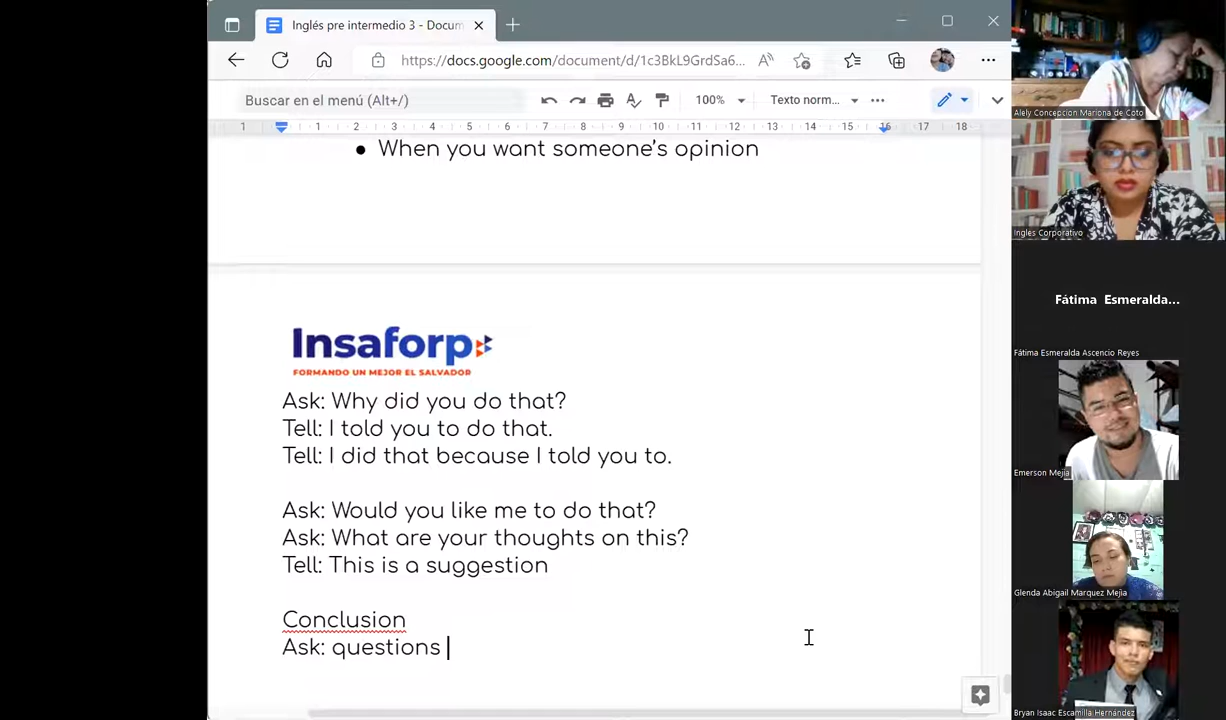 Inglés pre intermedio 3 - Docum
https://docs.google.com/document/d/1c3BkL9GrdSa6...
Buscar en el menú (Alt+/)
100%
Texto norm...
1 1 2 3 4 5 6 7 8 9 10 11 12 13 14 15 16 17 18
● When you want someone's opinion
Insaforp
FORMANDO UN MEJOR EL SALVADOR
Ask: Why did you do that?
Tell: I told you to do that.
Tell: I did that because I told you to.
Ask: Would you like me to do that?
Ask: What are your thoughts on this?
Tell: This is a suggestion
Conclusion
Ask: questions
Alely Concepcion Mariona de Coto
Ingles Corporativo
Fátima Esmeralda...
Fátima Esmeralda Ascencio Reyes
Emerson Mejia
Glenda Abigail Marquez Mejia
Bryan Isaac Escamilla Hernández